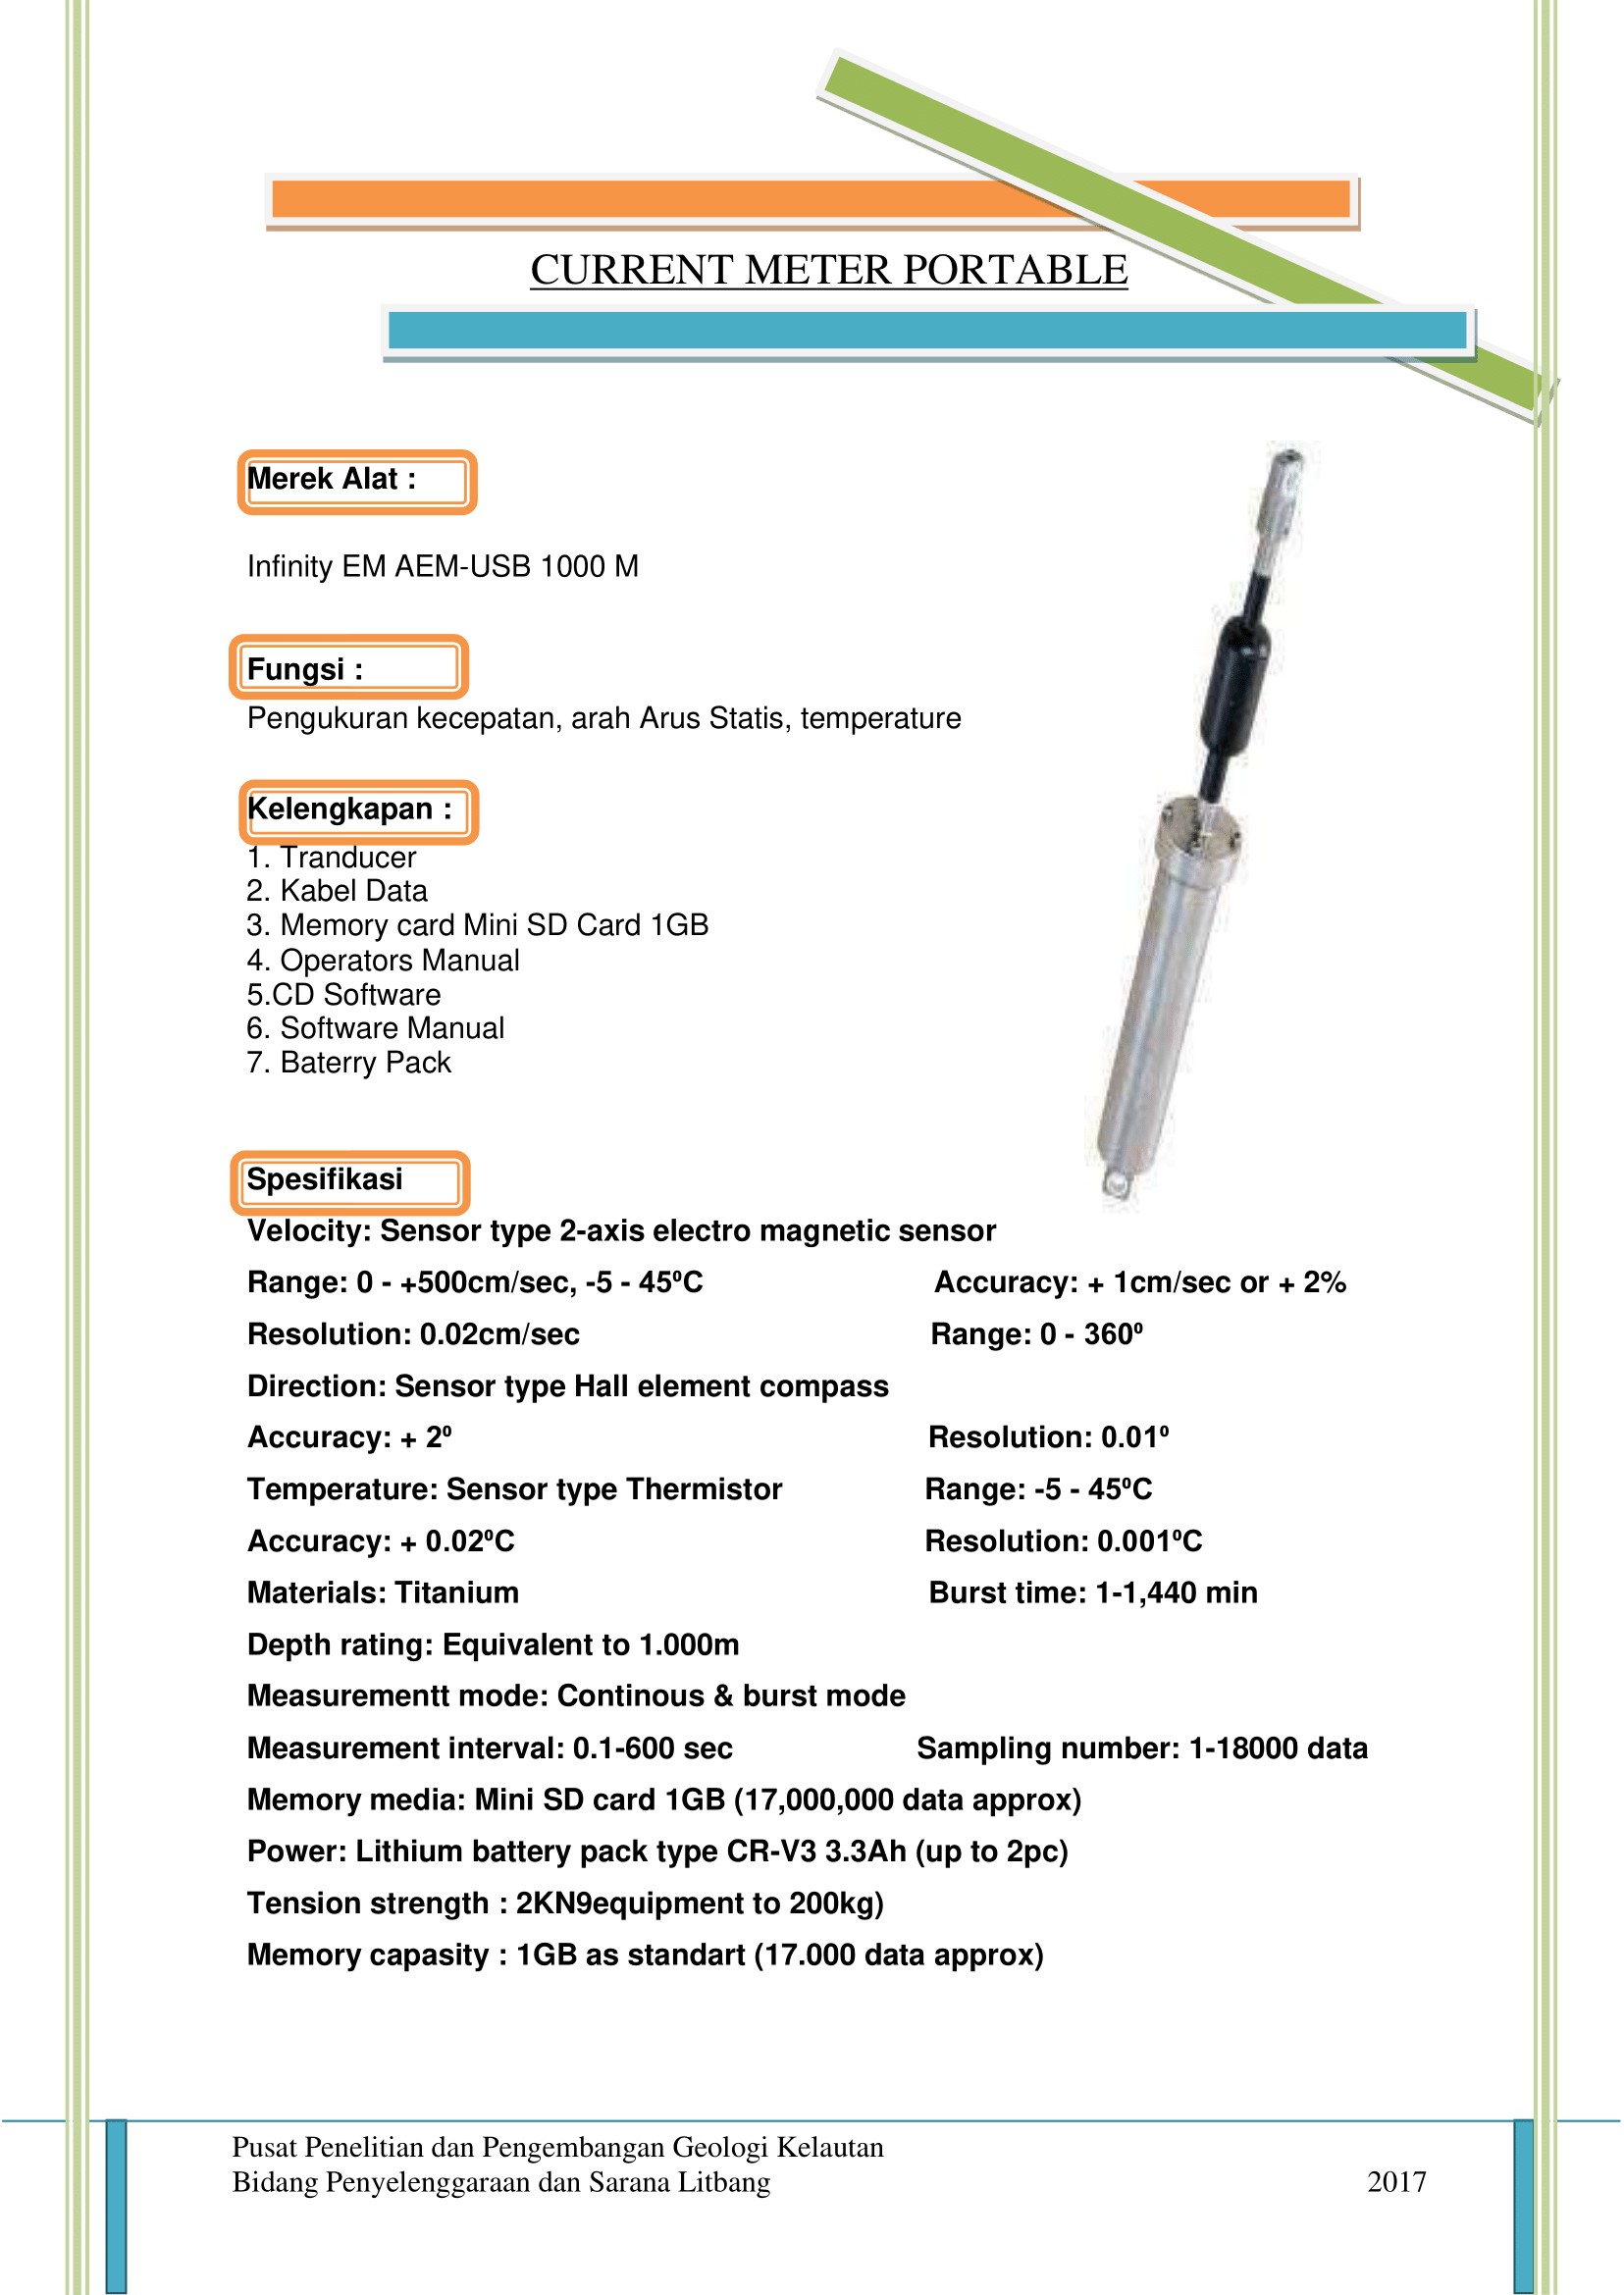 CURRENT METER PORTABLE
Merek Alat :
Infinity EM AEM-USB 1000 M
Fungsi :
Pengukuran kecepatan, arah Arus Statis, temperature
Kelengkapan :
1. Tranducer
2. Kabel Data
3. Memory card Mini SD Card 1GB
4. Operators Manual
5.CD Software
6. Software Manual
7. Baterry Pack
Spesifikasi
Velocity: Sensor type 2-axis electro magnetic sensor
Range: 0 - +500cm/sec, -5 - 45⁰C Accuracy: + 1cm/sec or + 2%
Resolution: 0.02cm/sec Range: 0 - 360⁰
Direction: Sensor type Hall element compass
Accuracy: + 2⁰ Resolution: 0.01⁰
Temperature: Sensor type Thermistor Range: -5 - 45⁰C
Accuracy: + 0.02⁰C Resolution: 0.001⁰C
Materials: Titanium Burst time: 1-1,440 min
Depth rating: Equivalent to 1.000m
Measurementt mode: Continous & burst mode
Measurement interval: 0.1-600 sec Sampling number: 1-18000 data
Memory media: Mini SD card 1GB (17,000,000 data approx)
Power: Lithium battery pack type CR-V3 3.3Ah (up to 2pc)
Tension strength : 2KN9equipment to 200kg)
Memory capasity : 1GB as standart (17.000 data approx)
Pusat Penelitian dan Pengembangan Geologi Kelautan
Bidang Penyelenggaraan dan Sarana Litbang 2017